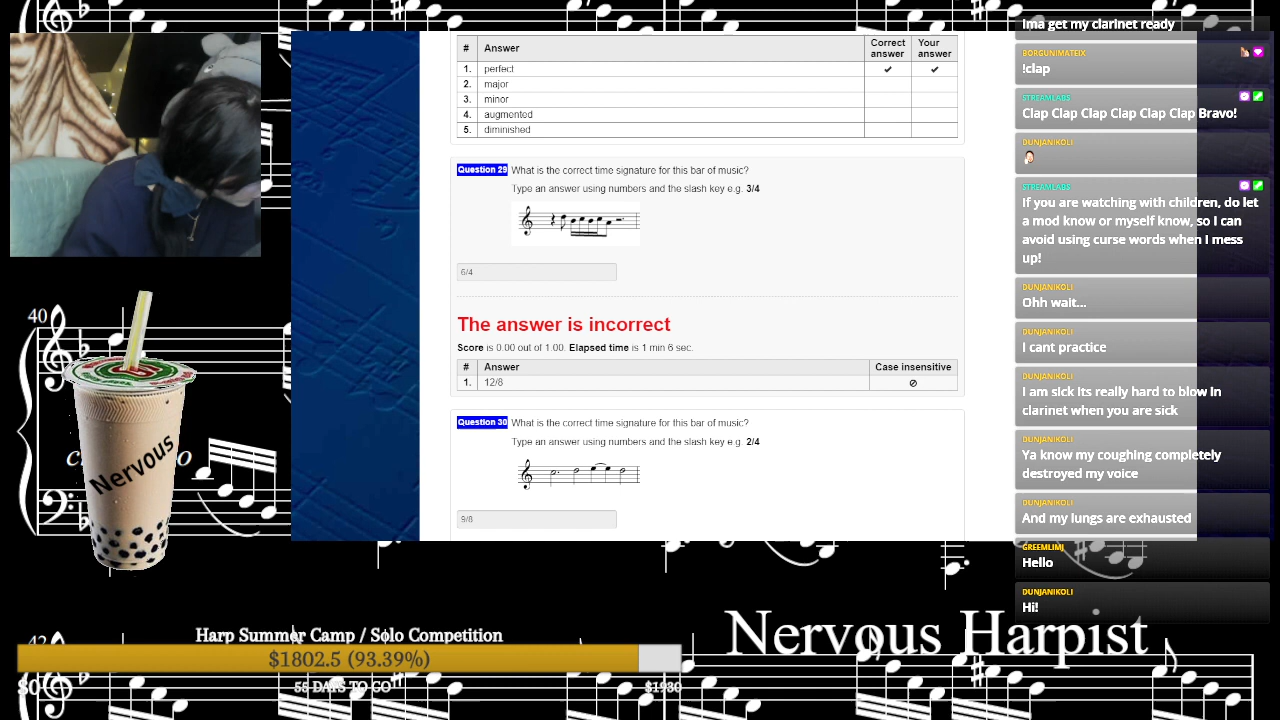 Ima get my clarinet ready
BORGUNIMATEIX
!clap
STREAMLABS
Clap Clap Clap Clap Clap Clap Bravo!
DUNJANIKOLI
STREAMLABS
If you are watching with children, do let
a mod know or myself know, so I can
avoid using curse words when I mess
up!
DUNJANIKOLI
Ohh wait...
DUNJANIKOLI
I cant practice
DUNJANIKOLI
I am sick its really hard to blow in
clarinet when you are sick
DUNJANIKOLI
Ya know my coughing completely
destroyed my voice
DUNJANIKOLI
And my lungs are exhausted
GREEMLIMJ
Hello
DUNJANIKOLI
Hi!
# Answer Correct answer Your answer
1. perfect ✔ ✔
2. major
3. minor
4. augmented
5. diminished
Question 29 What is the correct time signature for this bar of music?
Type an answer using numbers and the slash key e.g. 3/4
6/4
The answer is incorrect
Score is 0.00 out of 1.00. Elapsed time is 1 min 6 sec.
# Answer Case insensitive
1. 12/8
Question 30 What is the correct time signature for this bar of music?
Type an answer using numbers and the slash key e.g. 2/4
9/8
40
Nervous
42
Harp Summer Camp / Solo Competition
$1802.5 (93.39%)
$0 55 DAYS TO GO $1930
Nervous Harpist